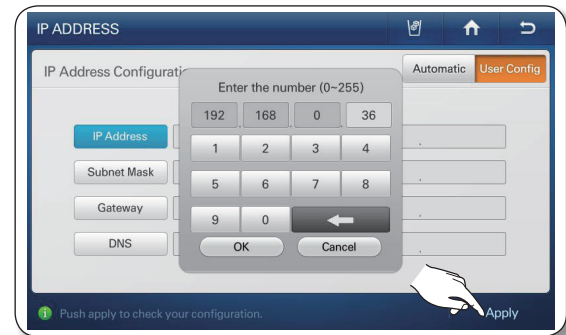 IP ADDRESS
IP Address Configurati
Automatic
User Config
Enter the number (0~255)
192 . 168 . 0 . 36
IP Address
1 2 3 4
Subnet Mask
5 6 7 8
Gateway
9 0
DNS
OK Cancel
Push apply to check your configuration.
Apply